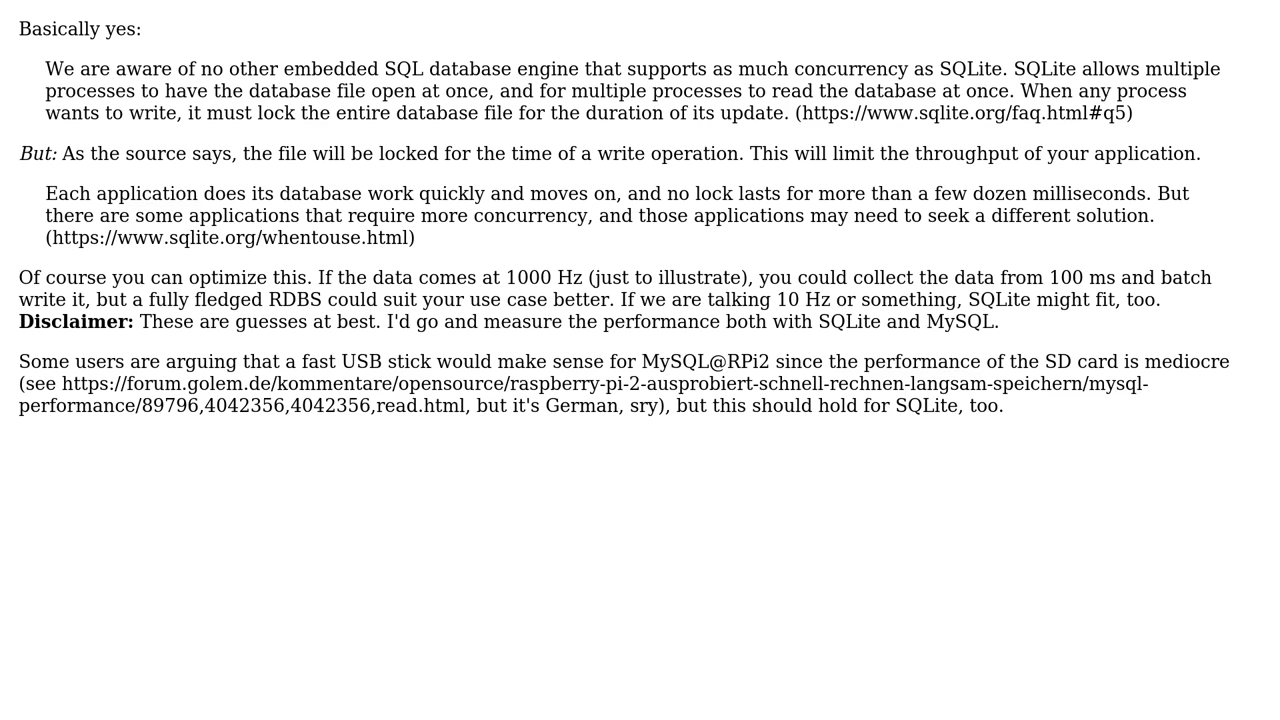 Basically yes:
We are aware of no other embedded SQL database engine that supports as much concurrency as SQLite. SQLite allows multiple
processes to have the database file open at once, and for multiple processes to read the database at once. When any process
wants to write, it must lock the entire database file for the duration of its update. (https://www.sqlite.org/faq.html#q5)
But: As the source says, the file will be locked for the time of a write operation. This will limit the throughput of your application.
Each application does its database work quickly and moves on, and no lock lasts for more than a few dozen milliseconds. But
there are some applications that require more concurrency, and those applications may need to seek a different solution.
(https://www.sqlite.org/whentouse.html)
Of course you can optimize this. If the data comes at 1000 Hz (just to illustrate), you could collect the data from 100 ms and batch
write it, but a fully fledged RDBS could suit your use case better. If we are talking 10 Hz or something, SQLite might fit, too.
Disclaimer: These are guesses at best. I'd go and measure the performance both with SQLite and MySQL.
Some users are arguing that a fast USB stick would make sense for MySQL@RPi2 since the performance of the SD card is mediocre
(see https://forum.golem.de/kommentare/opensource/raspberry-pi-2-ausprobiert-schnell-rechnen-langsam-speichern/mysql-
performance/89796,4042356,4042356,read.html, but it's German, sry), but this should hold for SQLite, too.